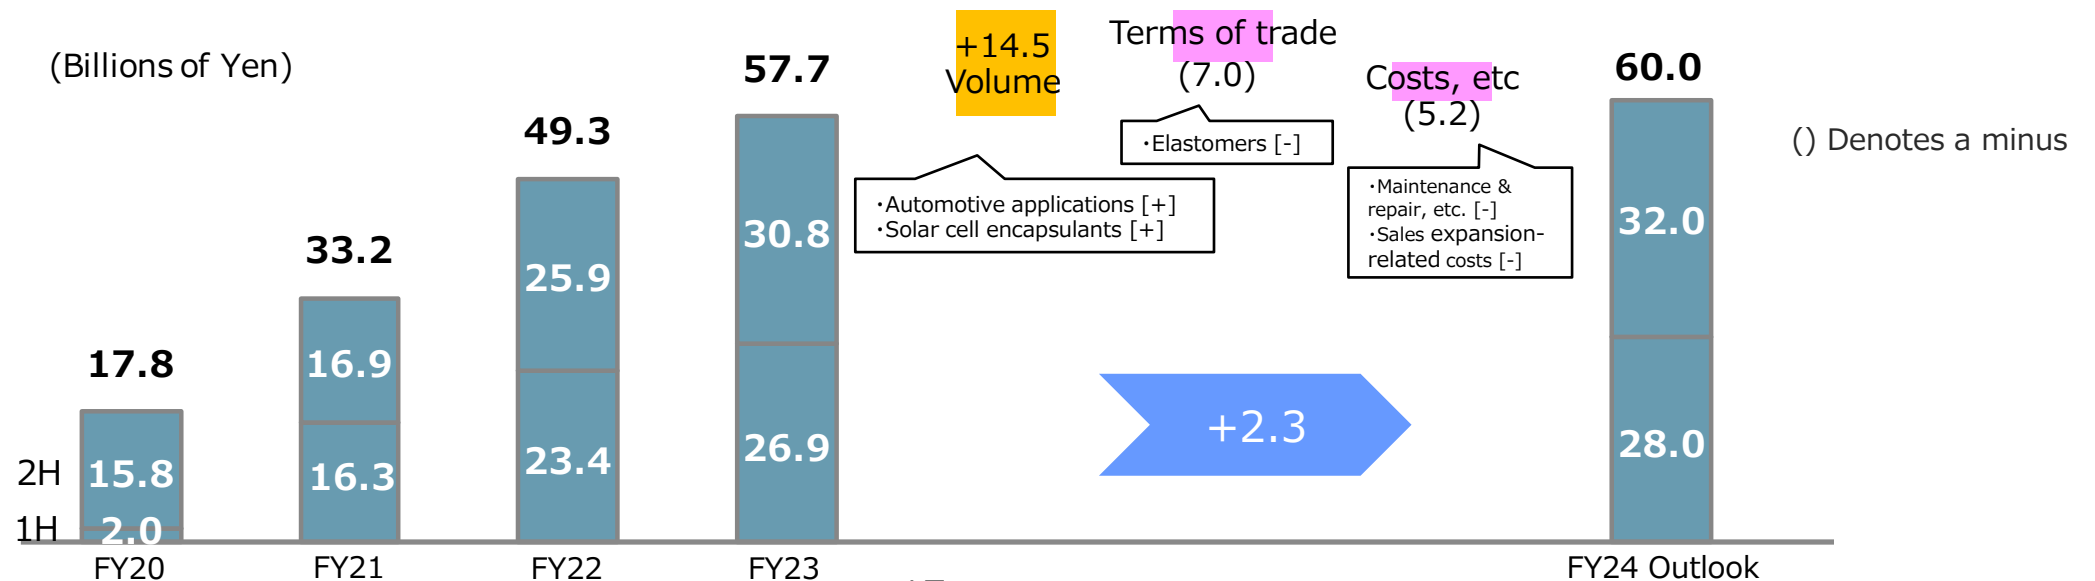 (Billions of Yen)
17.8
33.2
49.3
57.7
+14.5
Volume
Terms of trade
(7.0)
Costs, etc
(5.2)
60.0
() Denotes a minus
・Elastomers [-]
・Automotive applications [+]
・Solar cell encapsulants [+]
・Maintenance &
repair, etc. [-]
・Sales expansion-
related costs [-]
2H
15.8
16.9
25.9
30.8
32.0
1H
2.0
16.3
23.4
26.9
+2.3
28.0
FY20
FY21
FY22
FY23
FY24 Outlook